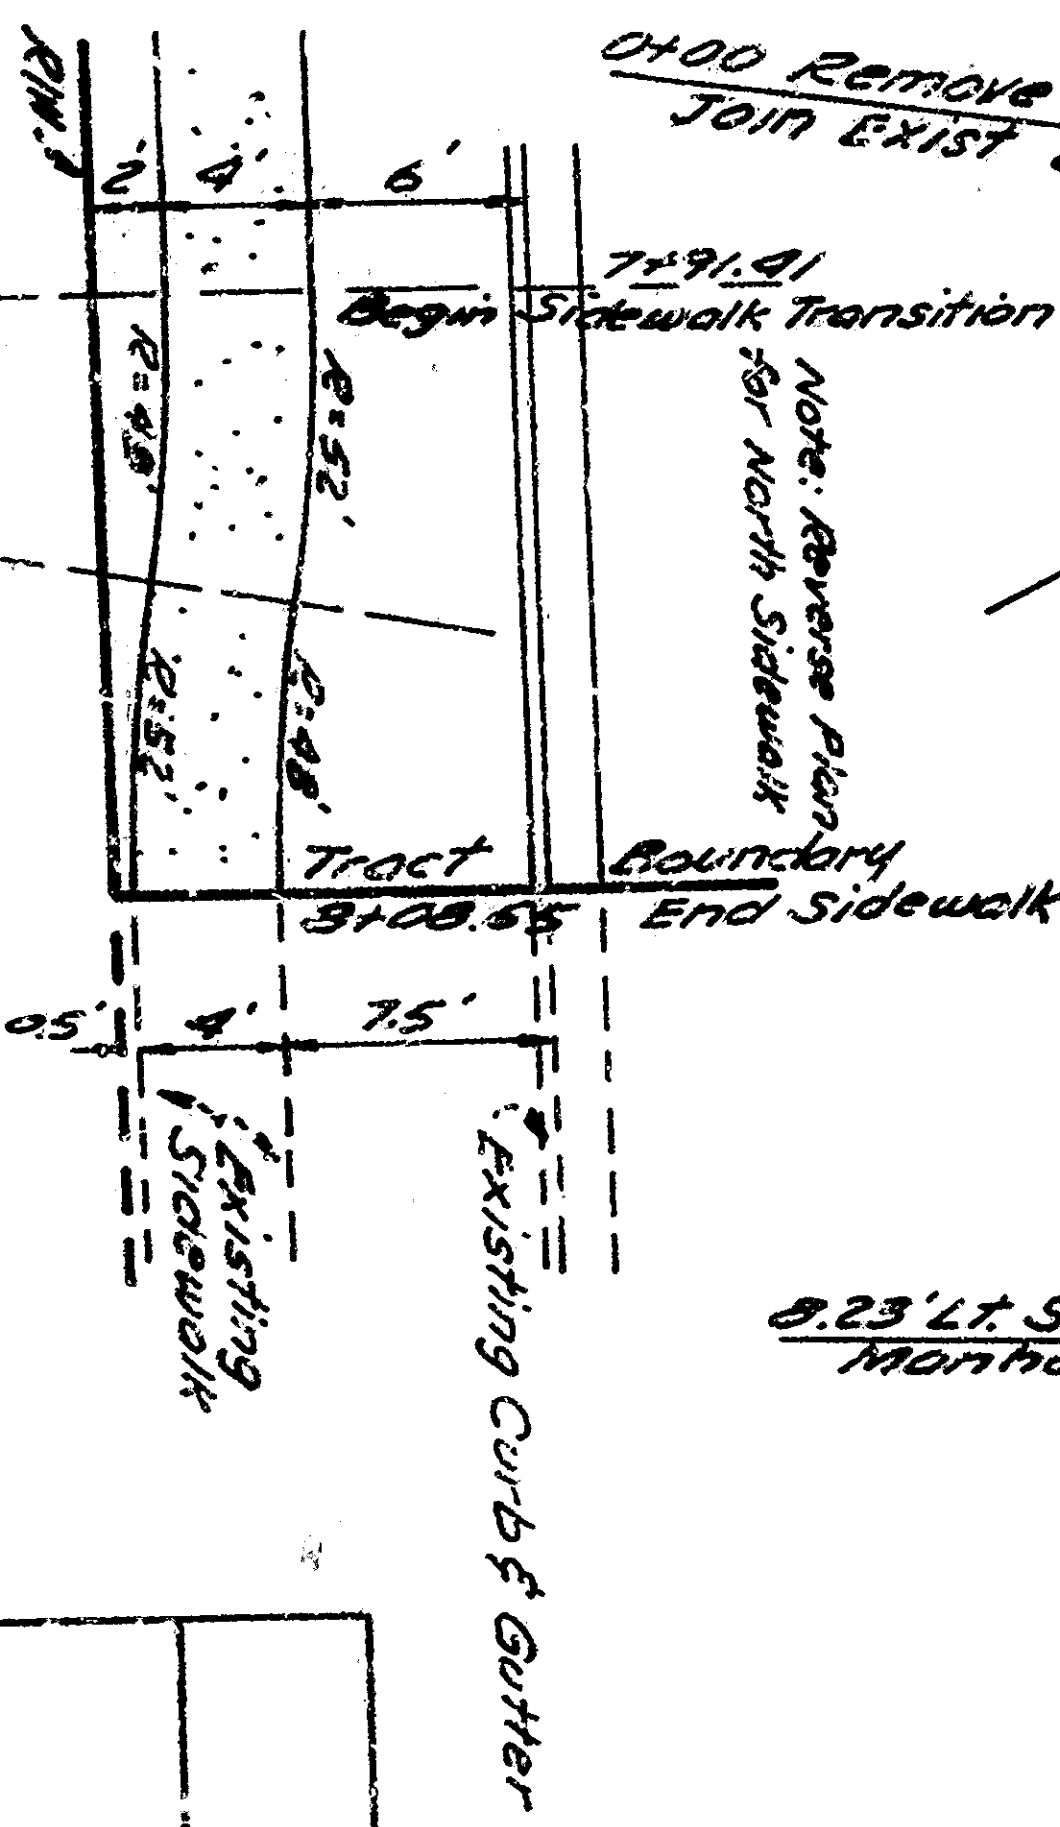 0+00 Remove
Join Exist
R/W
2' 4' 6'
7+91.41
Begin Sidewalk Transition
R=48'
R=52'
Note: Reverse Plan
for North Sidewalk
R=52'
R=48'
Tract Boundary
8+08.65 End Sidewalk
0.5' 4' 7.5'
Existing
Sidewalk
Existing Curb & Gutter
8.23' Lt. S
Manho